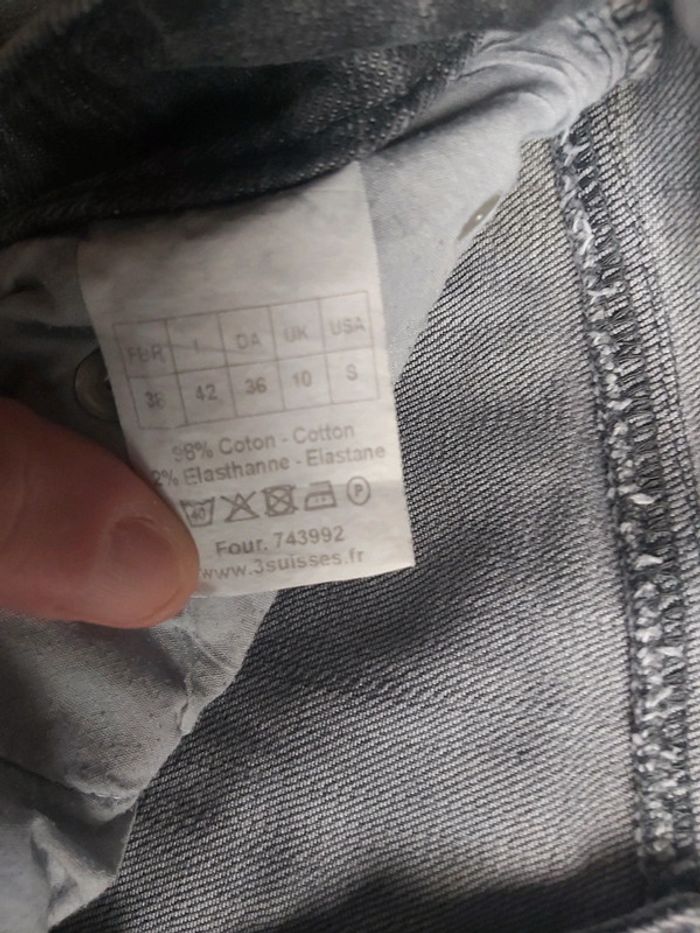 FBR I DA UK USA
38 42 36 10 S
98% Coton - Cotton
2% Elasthanne - Elastane
40 P
Four. 743992
www.3suisses.fr